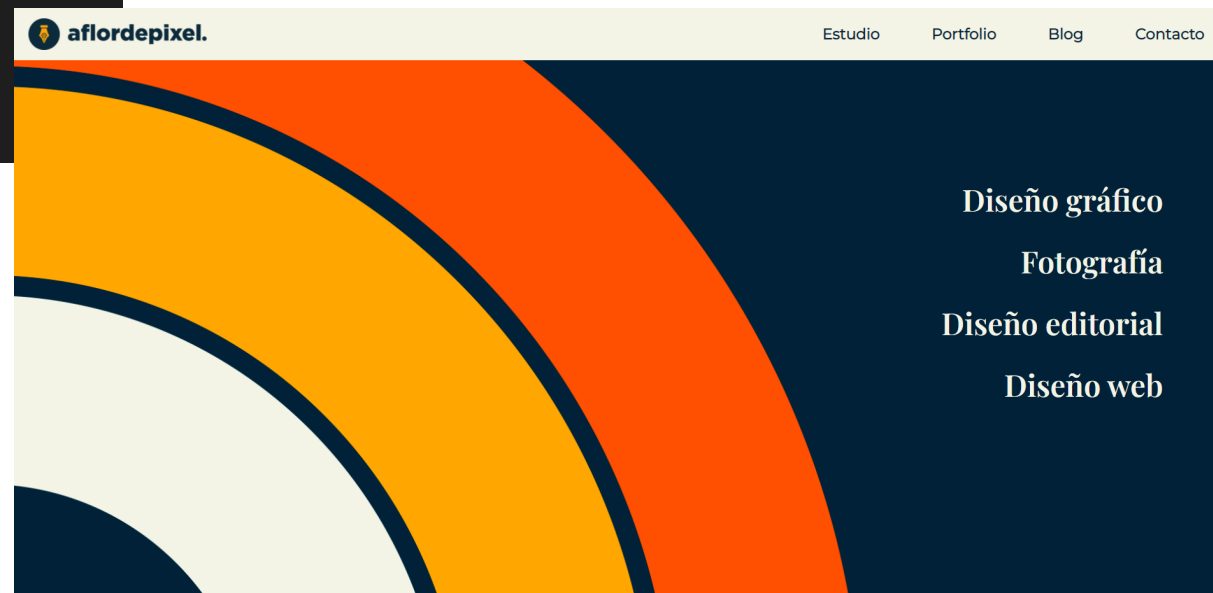 aflordepixel.
Estudio Portfolio Blog Contacto
Diseño gráfico
Fotografía
Diseño editorial
Diseño web